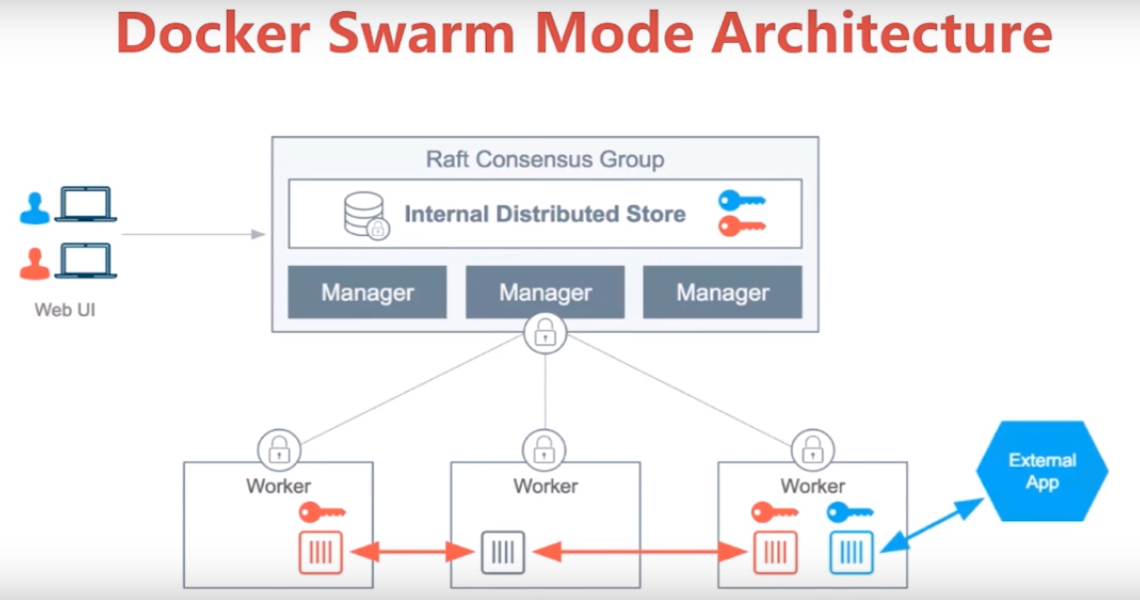 Docker Swarm Mode Architecture
Raft Consensus Group
Internal Distributed Store
Manager
Manager
Manager
Web UI
Worker
Worker
Worker
External
App